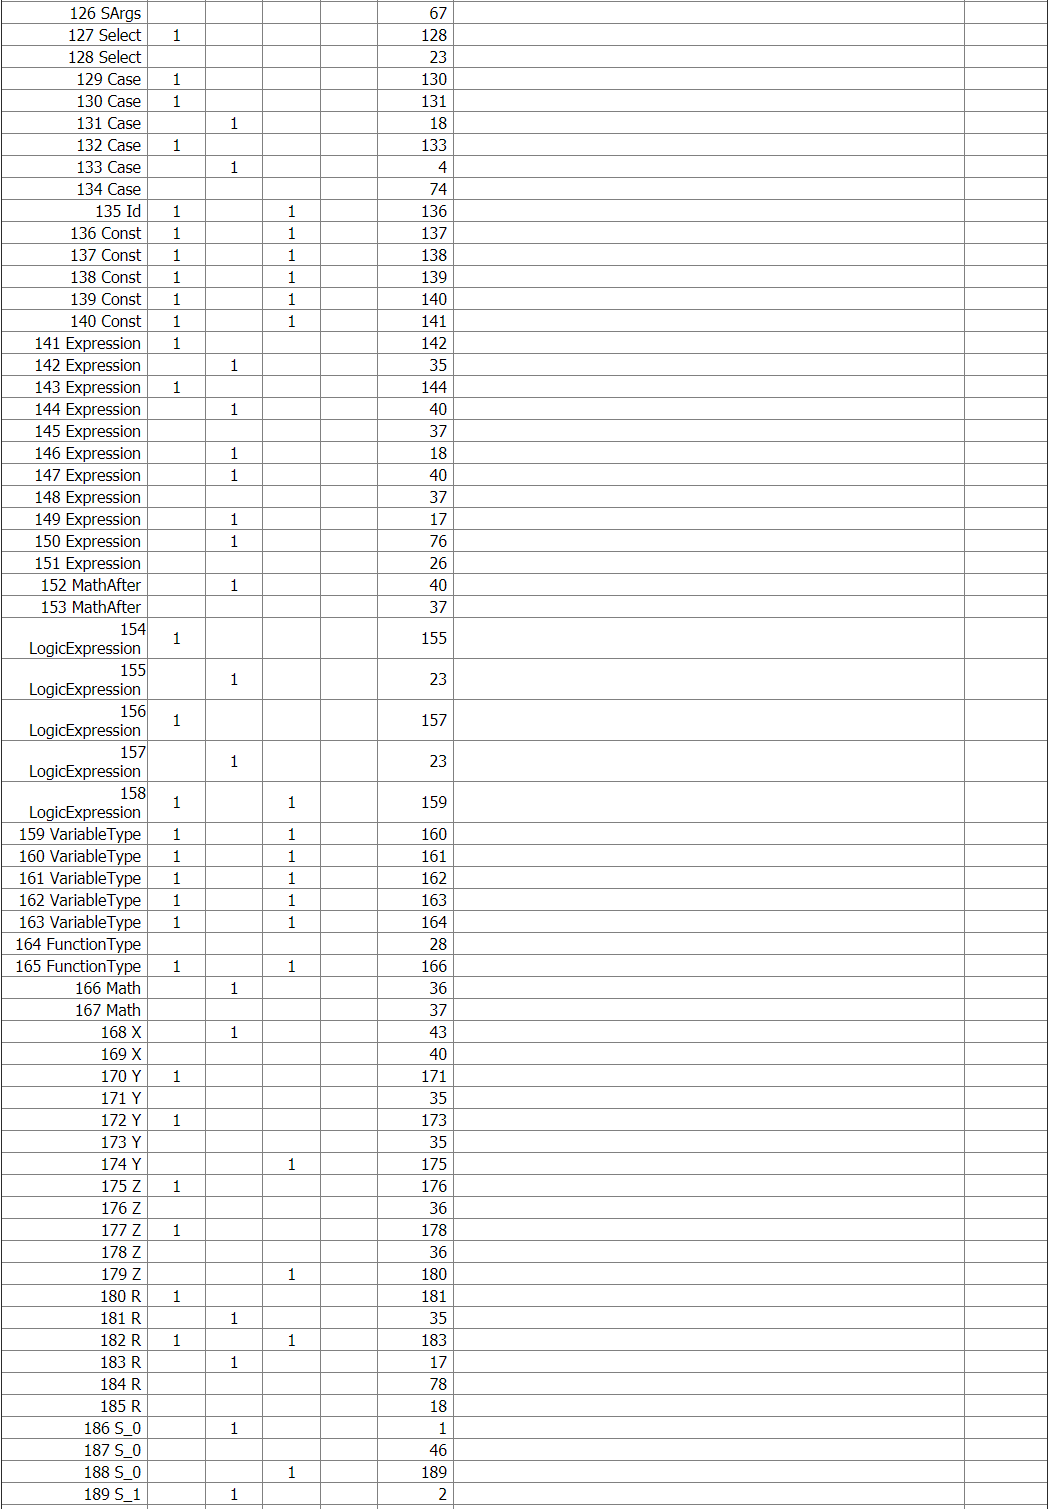 126 SArgs 67
127 Select 1 128
128 Select 23
129 Case 1 130
130 Case 1 131
131 Case 1 18
132 Case 1 133
133 Case 1 4
134 Case 74
135 Id 1 1 136
136 Const 1 1 137
137 Const 1 1 138
138 Const 1 1 139
139 Const 1 1 140
140 Const 1 1 141
141 Expression 1 142
142 Expression 1 35
143 Expression 1 144
144 Expression 1 40
145 Expression 37
146 Expression 1 18
147 Expression 1 40
148 Expression 37
149 Expression 1 17
150 Expression 1 76
151 Expression 26
152 MathAfter 1 40
153 MathAfter 37
154
LogicExpression 1 155
155
LogicExpression 1 23
156
LogicExpression 1 157
157
LogicExpression 1 23
158
LogicExpression 1 1 159
159 VariableType 1 1 160
160 VariableType 1 1 161
161 VariableType 1 1 162
162 VariableType 1 1 163
163 VariableType 1 1 164
164 FunctionType 28
165 FunctionType 1 1 166
166 Math 1 36
167 Math 37
168 X 1 43
169 X 40
170 Y 1 171
171 Y 35
172 Y 1 173
173 Y 35
174 Y 1 175
175 Z 1 176
176 Z 36
177 Z 1 178
178 Z 36
179 Z 1 180
180 R 1 181
181 R 1 35
182 R 1 1 183
183 R 1 17
184 R 78
185 R 18
186 S_0 1 1
187 S_0 46
188 S_0 1 189
189 S_1 1 2